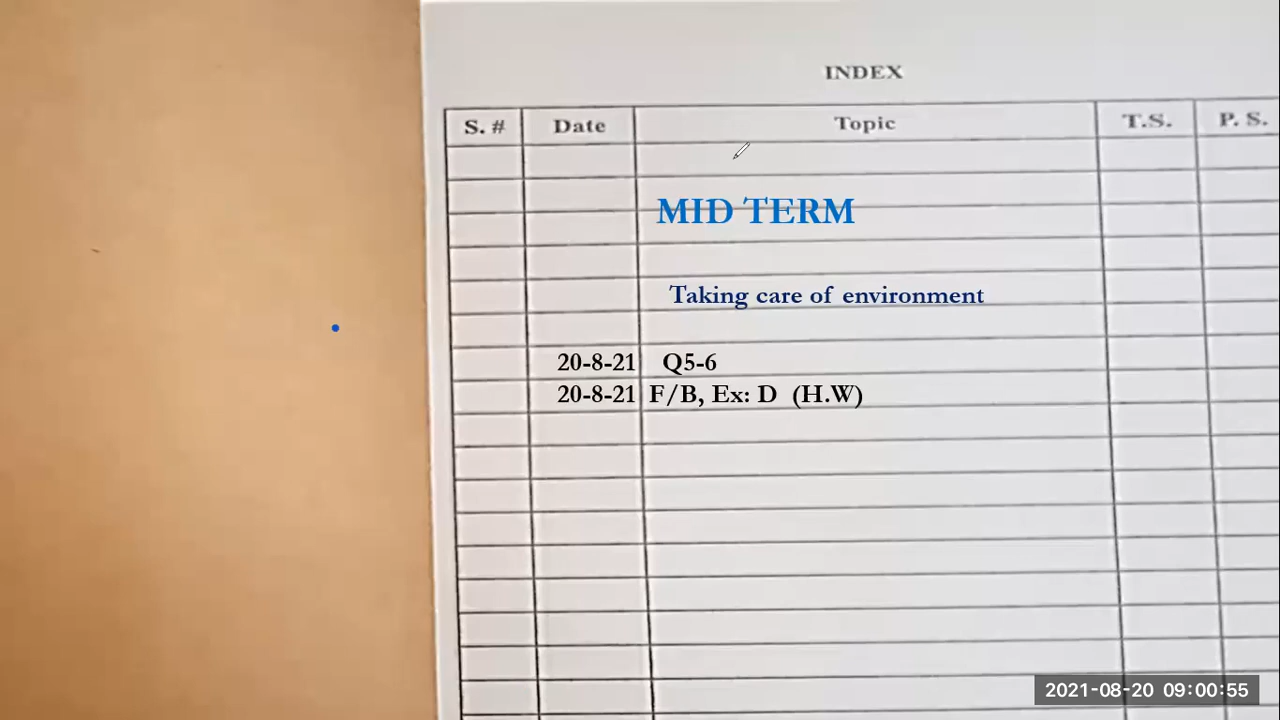 INDEX
S. # Date Topic T.S. P. S.
MID TERM
Taking care of environment
20-8-21 Q5-6
20-8-21 F/B, Ex: D (H.W)
2021-08-20 09:00:55